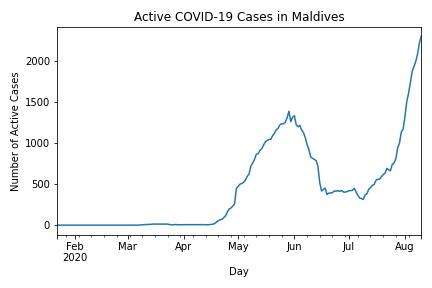 Active COVID-19 Cases in Maldives
Number of Active Cases
2000
1500
1000
500
0
Feb Mar Apr May Jun Jul Aug
2020
Day